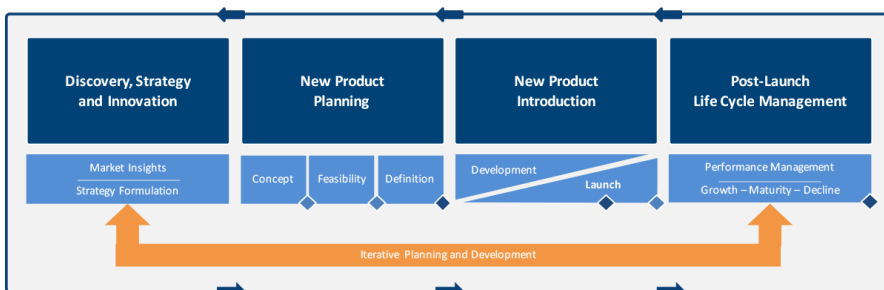 Discovery, Strategy
and Innovation
New Product
Planning
New Product
Introduction
Post-Launch
Life Cycle Management
Market Insights
Strategy Formulation
Concept
Feasibility
Definition
Development
Launch
Performance Management
Growth – Maturity – Decline
Iterative Planning and Development